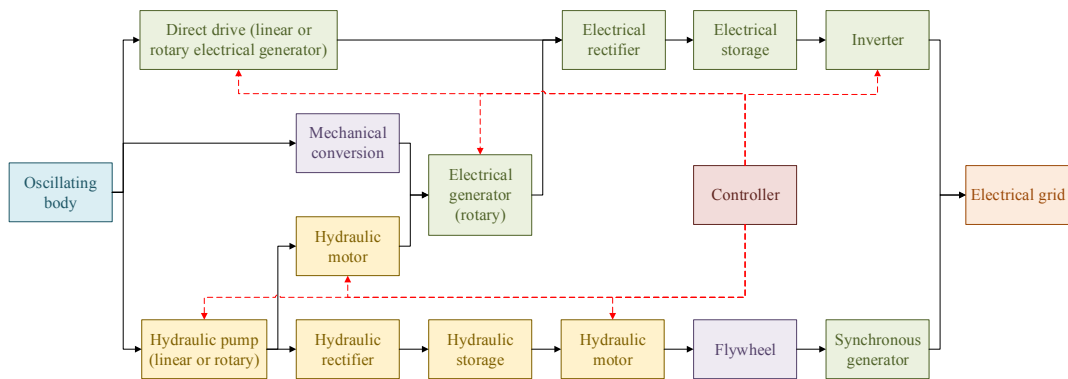 Direct drive (linear or
rotary electrical generator)
Electrical
rectifier
Electrical
storage
Inverter
Mechanical
conversion
Oscillating
body
Electrical
generator
(rotary)
Controller
Electrical grid
Hydraulic
motor
Hydraulic pump
(linear or rotary)
Hydraulic
rectifier
Hydraulic
storage
Hydraulic
motor
Flywheel
Synchronous
generator